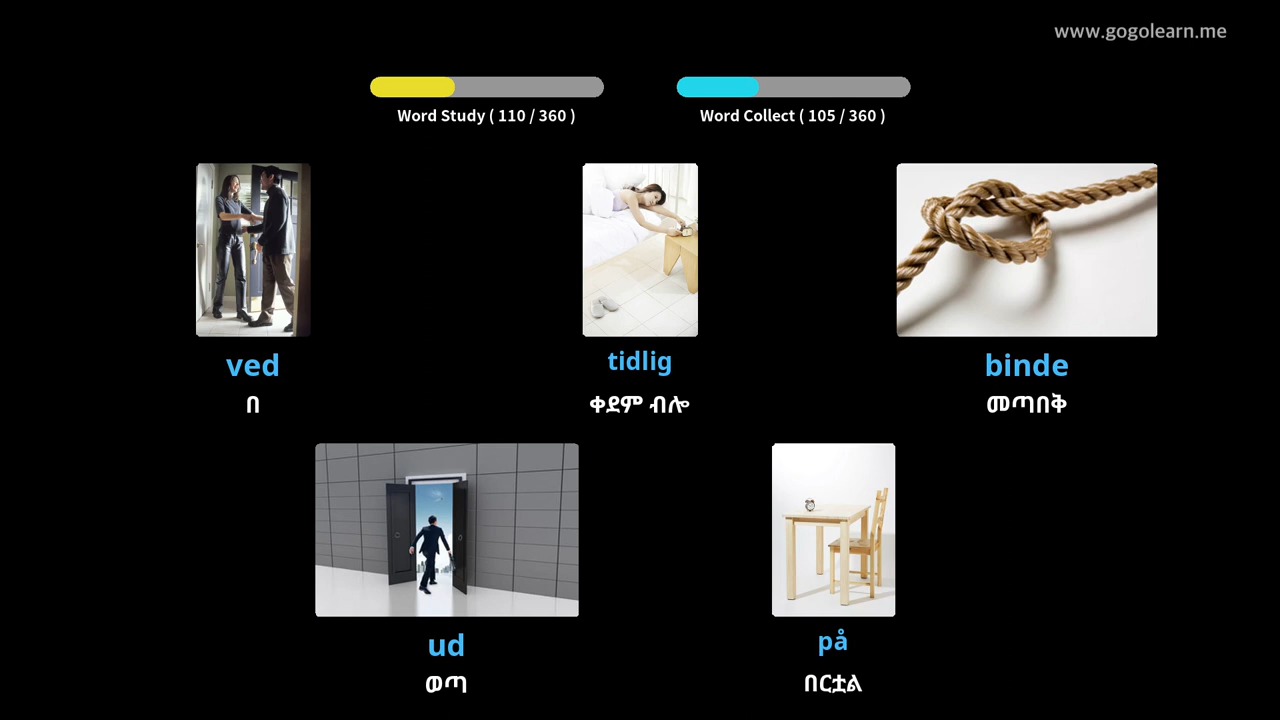 www.gogolearn.me
Word Study ( 110 / 360 )
Word Collect ( 105 / 360 )
ved
በ
tidlig
ቀደም ብሎ
binde
መጣበቅ
ud
ወጣ
på
በርቷል